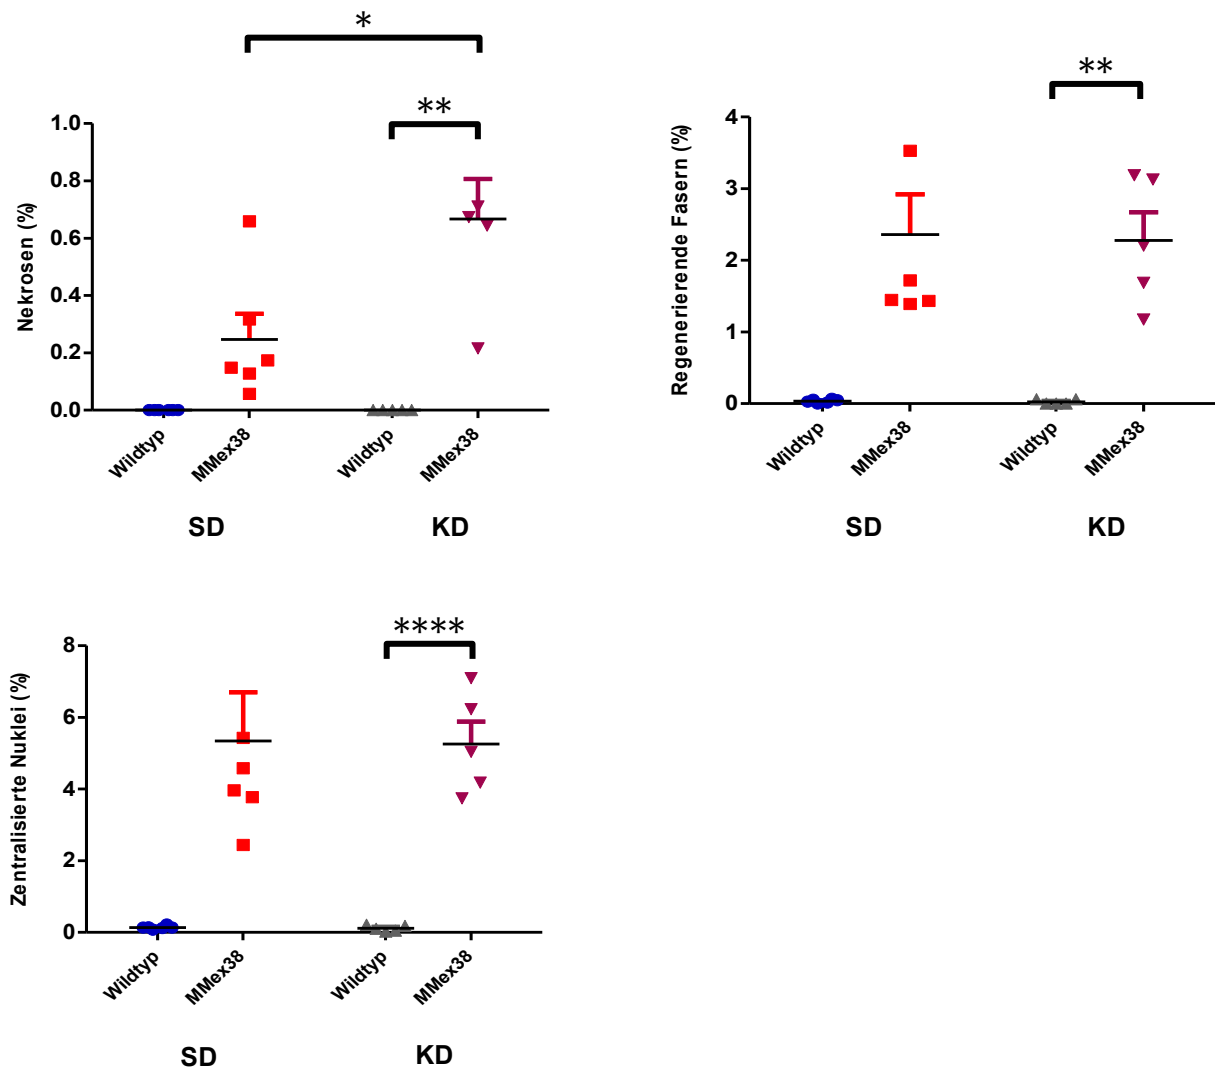 *
**
Nekrosen (%)
1.0
0.8
0.6
0.4
0.2
0.0
Wildtyp
MMex38
Wildtyp
MMex38
SD
KD
**
Regenerierende Fasern (%)
4
3
2
1
0
Wildtyp
MMex38
Wildtyp
MMex38
SD
KD
****
Zentralisierte Nuklei (%)
8
6
4
2
0
Wildtyp
MMex38
Wildtyp
MMex38
SD
KD